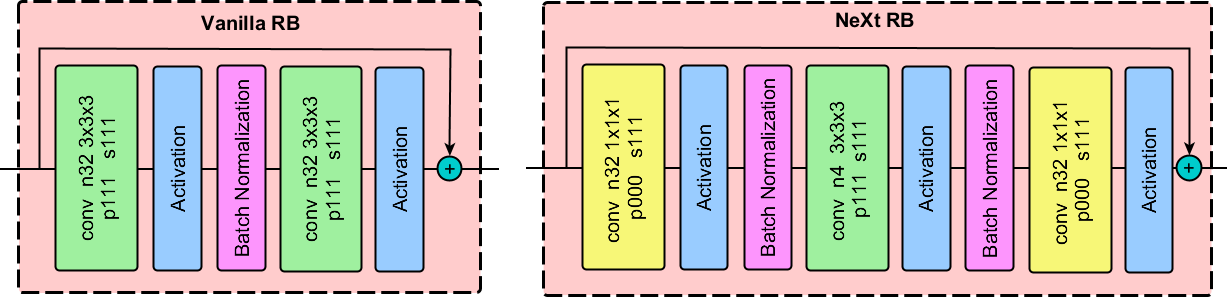 Vanilla RB
conv n32 3x3x3
p111 s111
Activation
Batch Normalization
conv n32 3x3x3
p111 s111
Activation
+
NeXt RB
conv n32 1x1x1
p000 s111
Activation
Batch Normalization
conv n4 3x3x3
p111 s111
Activation
Batch Normalization
conv n32 1x1x1
p000 s111
Activation
+